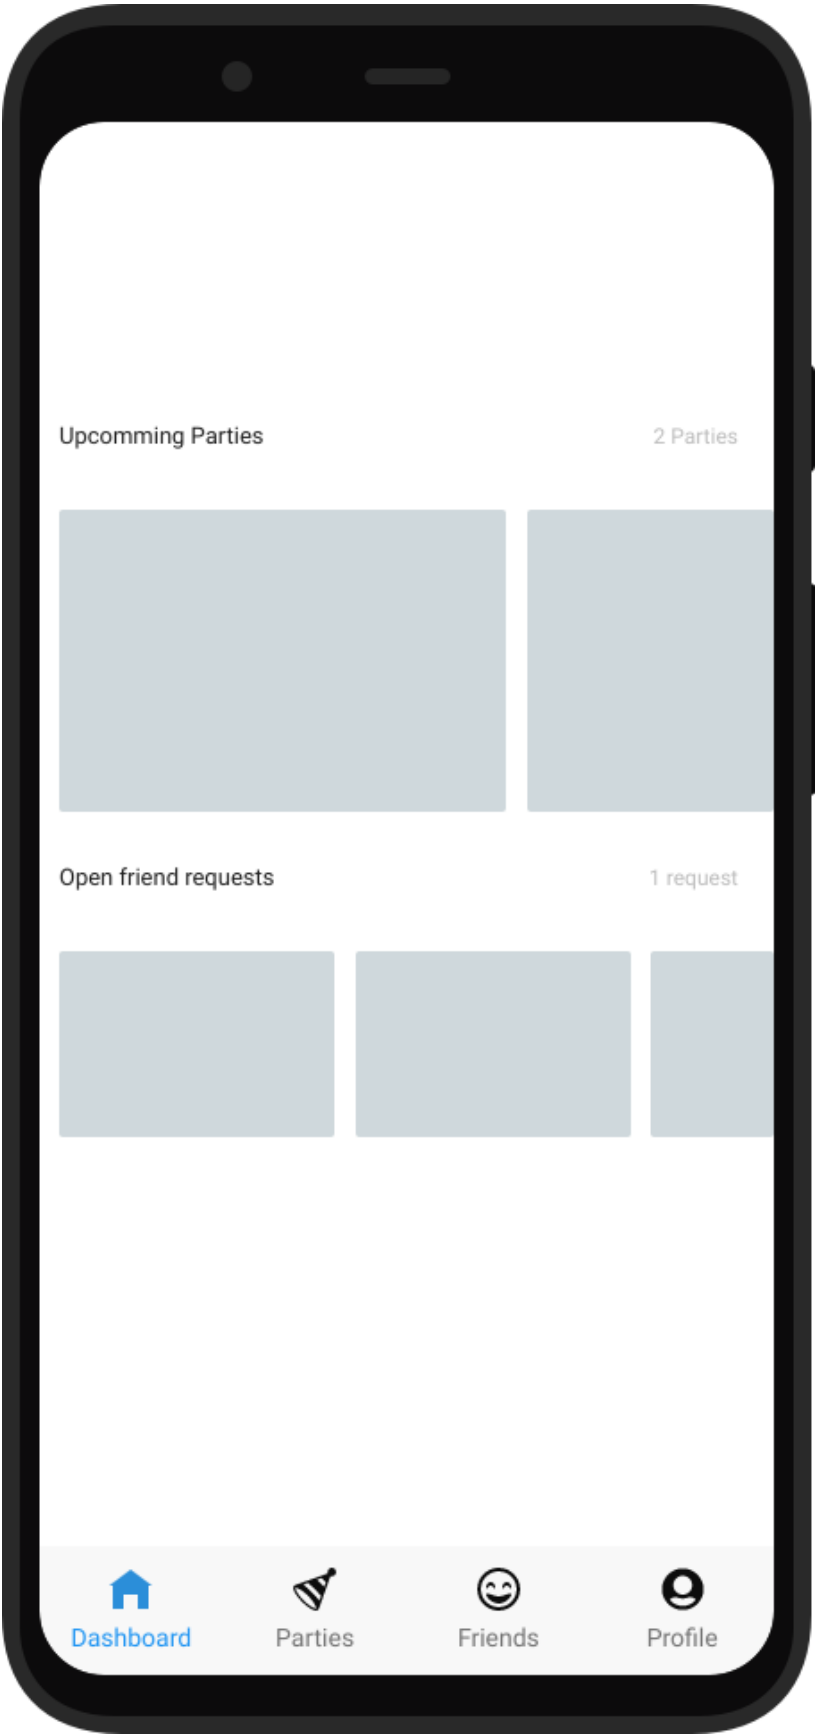 Upcomming Parties
2 Parties
Open friend requests
1 request
Dashboard
Parties
Friends
Profile